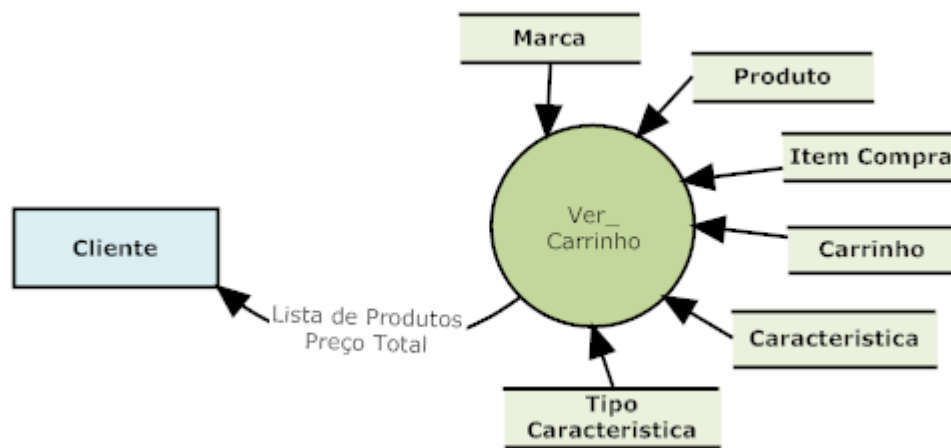 Marca
Produto
Item Compra
Ver_
Carrinho
Cliente
Carrinho
Lista de Produtos
Preço Total
Caracteristica
Tipo
Caracteristica